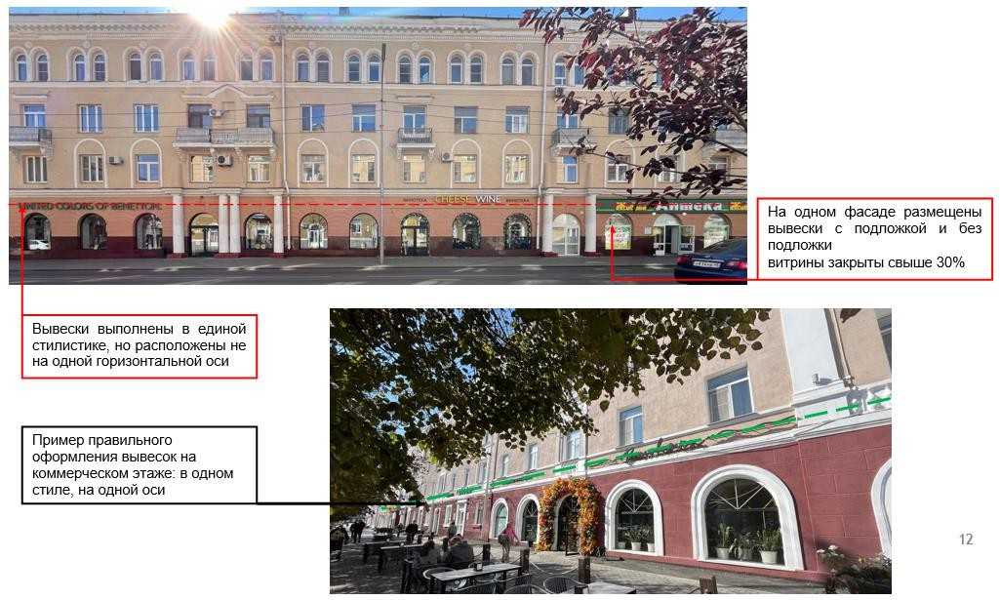 UNITED COLORS OF BENETTON.
ВИНОТЕКА CHEESE WINE ВИНОТЕКА
Аптека
На одном фасаде размещены
вывески с подложкой и без
подложки
витрины закрыты свыше 30%
Вывески выполнены в единой
стилистике, но расположены не
на одной горизонтальной оси
Пример правильного
оформления вывесок на
коммерческом этаже: в одном
стиле, на одной оси
12